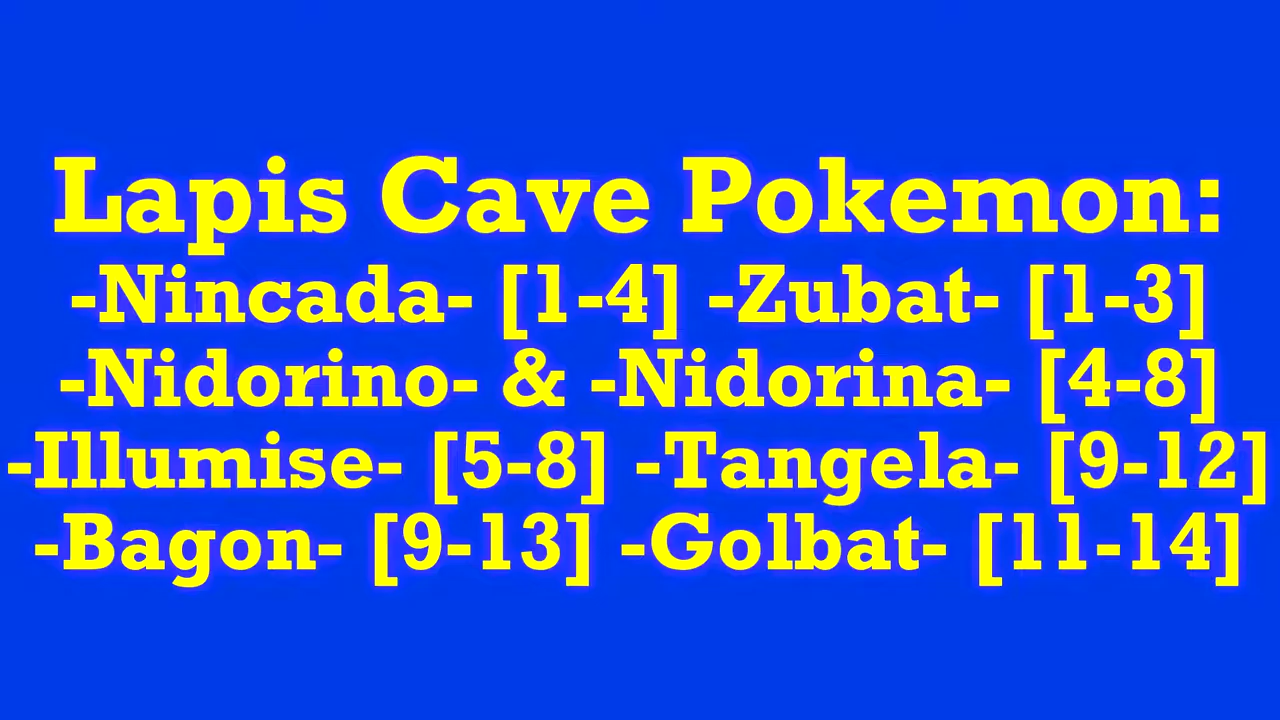 Lapis Cave Pokemon:
-Nincada- [1-4] -Zubat- [1-3]
-Nidorino- & -Nidorina- [4-8]
-Illumise- [5-8] -Tangela- [9-12]
-Bagon- [9-13] -Golbat- [11-14]